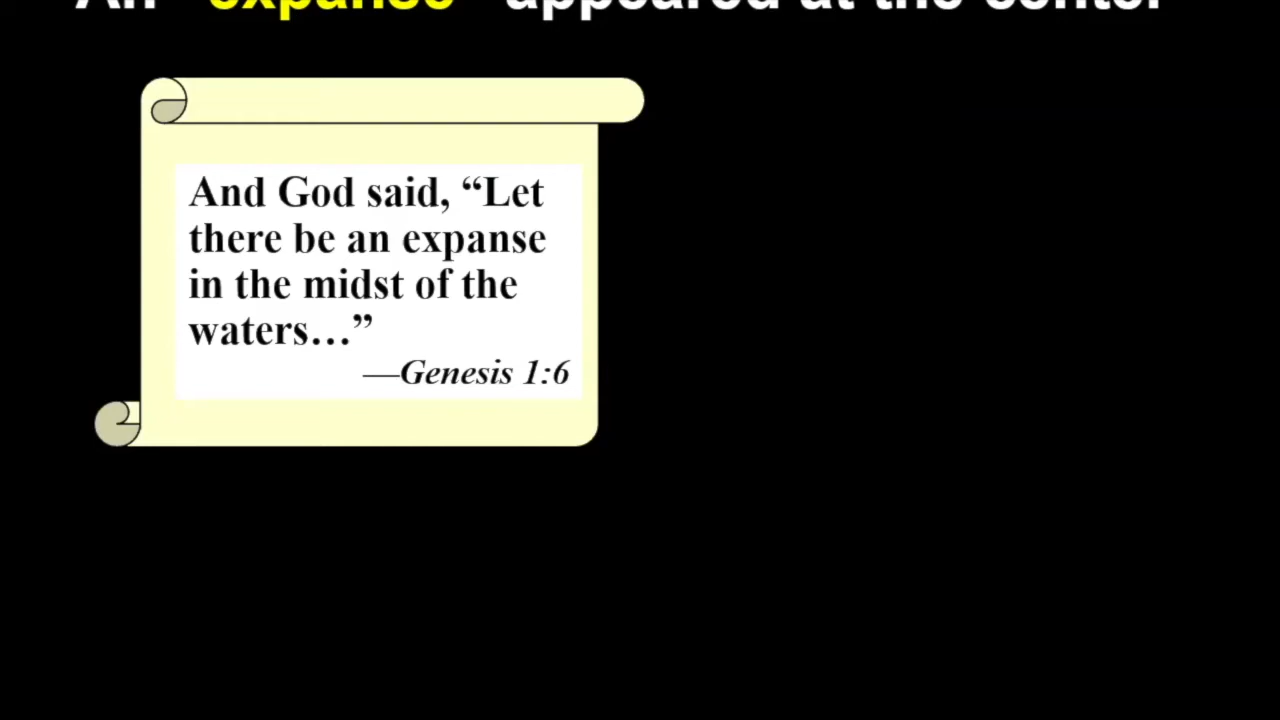 An "expanse" appeared at the center
And God said, “Let
there be an expanse
in the midst of the
waters…”
—Genesis 1:6